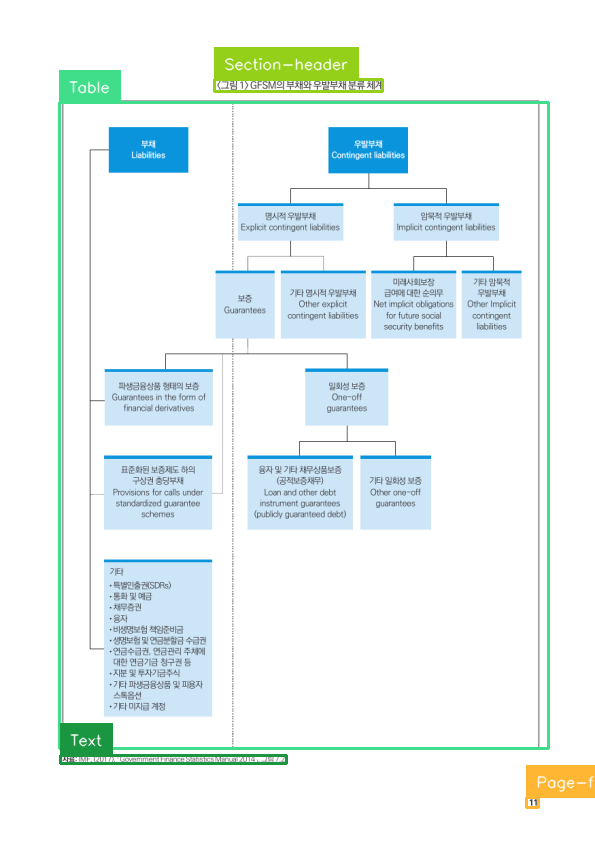 Section-header
Table
<그림 1> GFSM의 부채와 우발부채 분류 체계
부채
Liabilities
우발부채
Contingent liabilities
명시적 우발부채
Explicit contingent liabilities
암묵적 우발부채
Implicit contingent liabilities
보증
Guarantees
기타 명시적 우발부채
Other explicit
contingent liabilities
미래사회보장
급여에 대한 순의무
Net implicit obligations
for future social
security benefits
기타 암묵적
우발부채
Other Implicit
contingent
liabilities
파생금융상품 형태의 보증
Guarantees in the form of
financial derivatives
일회성 보증
One-off
guarantees
표준화된 보증제도 하의
구상권 충당부채
Provisions for calls under
standardized guarantee
schemes
융자 및 기타 채무상품보증
(공적보증채무)
Loan and other debt
instrument guarantees
(publicly guaranteed debt)
기타 일회성 보증
Other one-off
guarantees
기타
• 특별인출권(SDRs)
• 통화 및 예금
• 채무증권
• 융자
• 비생명보험 책임준비금
• 생명보험 및 연금분할금 수급권
• 연금수급권, 연금관리 주체에
대한 연금기금 청구권 등
• 지분 및 투자기금주식
• 기타 파생금융상품 및 피용자
스톡옵션
• 기타 미지급 계정
Text
자료: IMF. (2017). Government Finance Statistics Manual 2014, 그림 7.2
Page-f
11